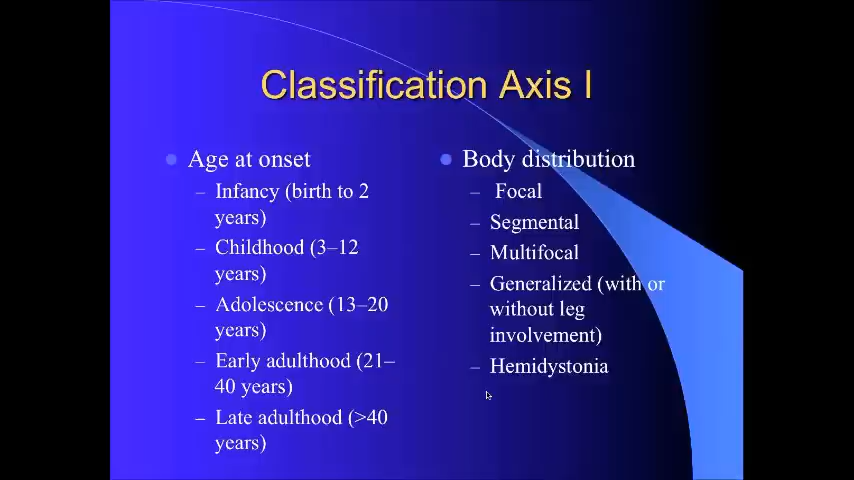 Classification Axis I
Age at onset
– Infancy (birth to 2
years)
– Childhood (3–12
years)
– Adolescence (13–20
years)
– Early adulthood (21–
40 years)
– Late adulthood (>40
years)
Body distribution
– Focal
– Segmental
– Multifocal
– Generalized (with or
without leg
involvement)
– Hemidystonia